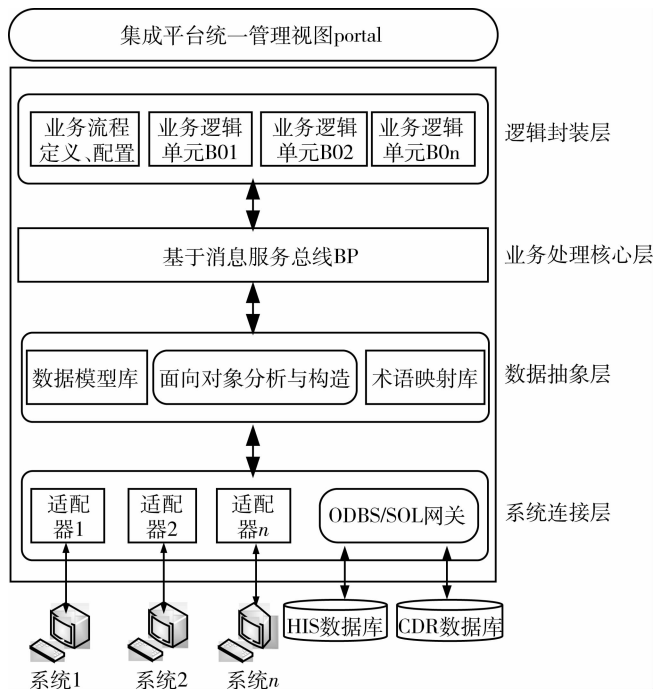 集成平台统一管理视图portal
业务流程
定义、配置
业务逻辑
单元B01
业务逻辑
单元B02
业务逻辑
单元B0n
逻辑封装层
基于消息服务总线BP
业务处理核心层
数据模型库
面向对象分析与构造
术语映射库
数据抽象层
适配
器1
适配
器2
适配
器n
ODBS/SOL网关
系统连接层
HIS数据库
CDR数据库
系统1
系统2
系统n